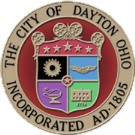 THE CITY OF DAYTON OHIO
INCORPORATED A.D. 1805